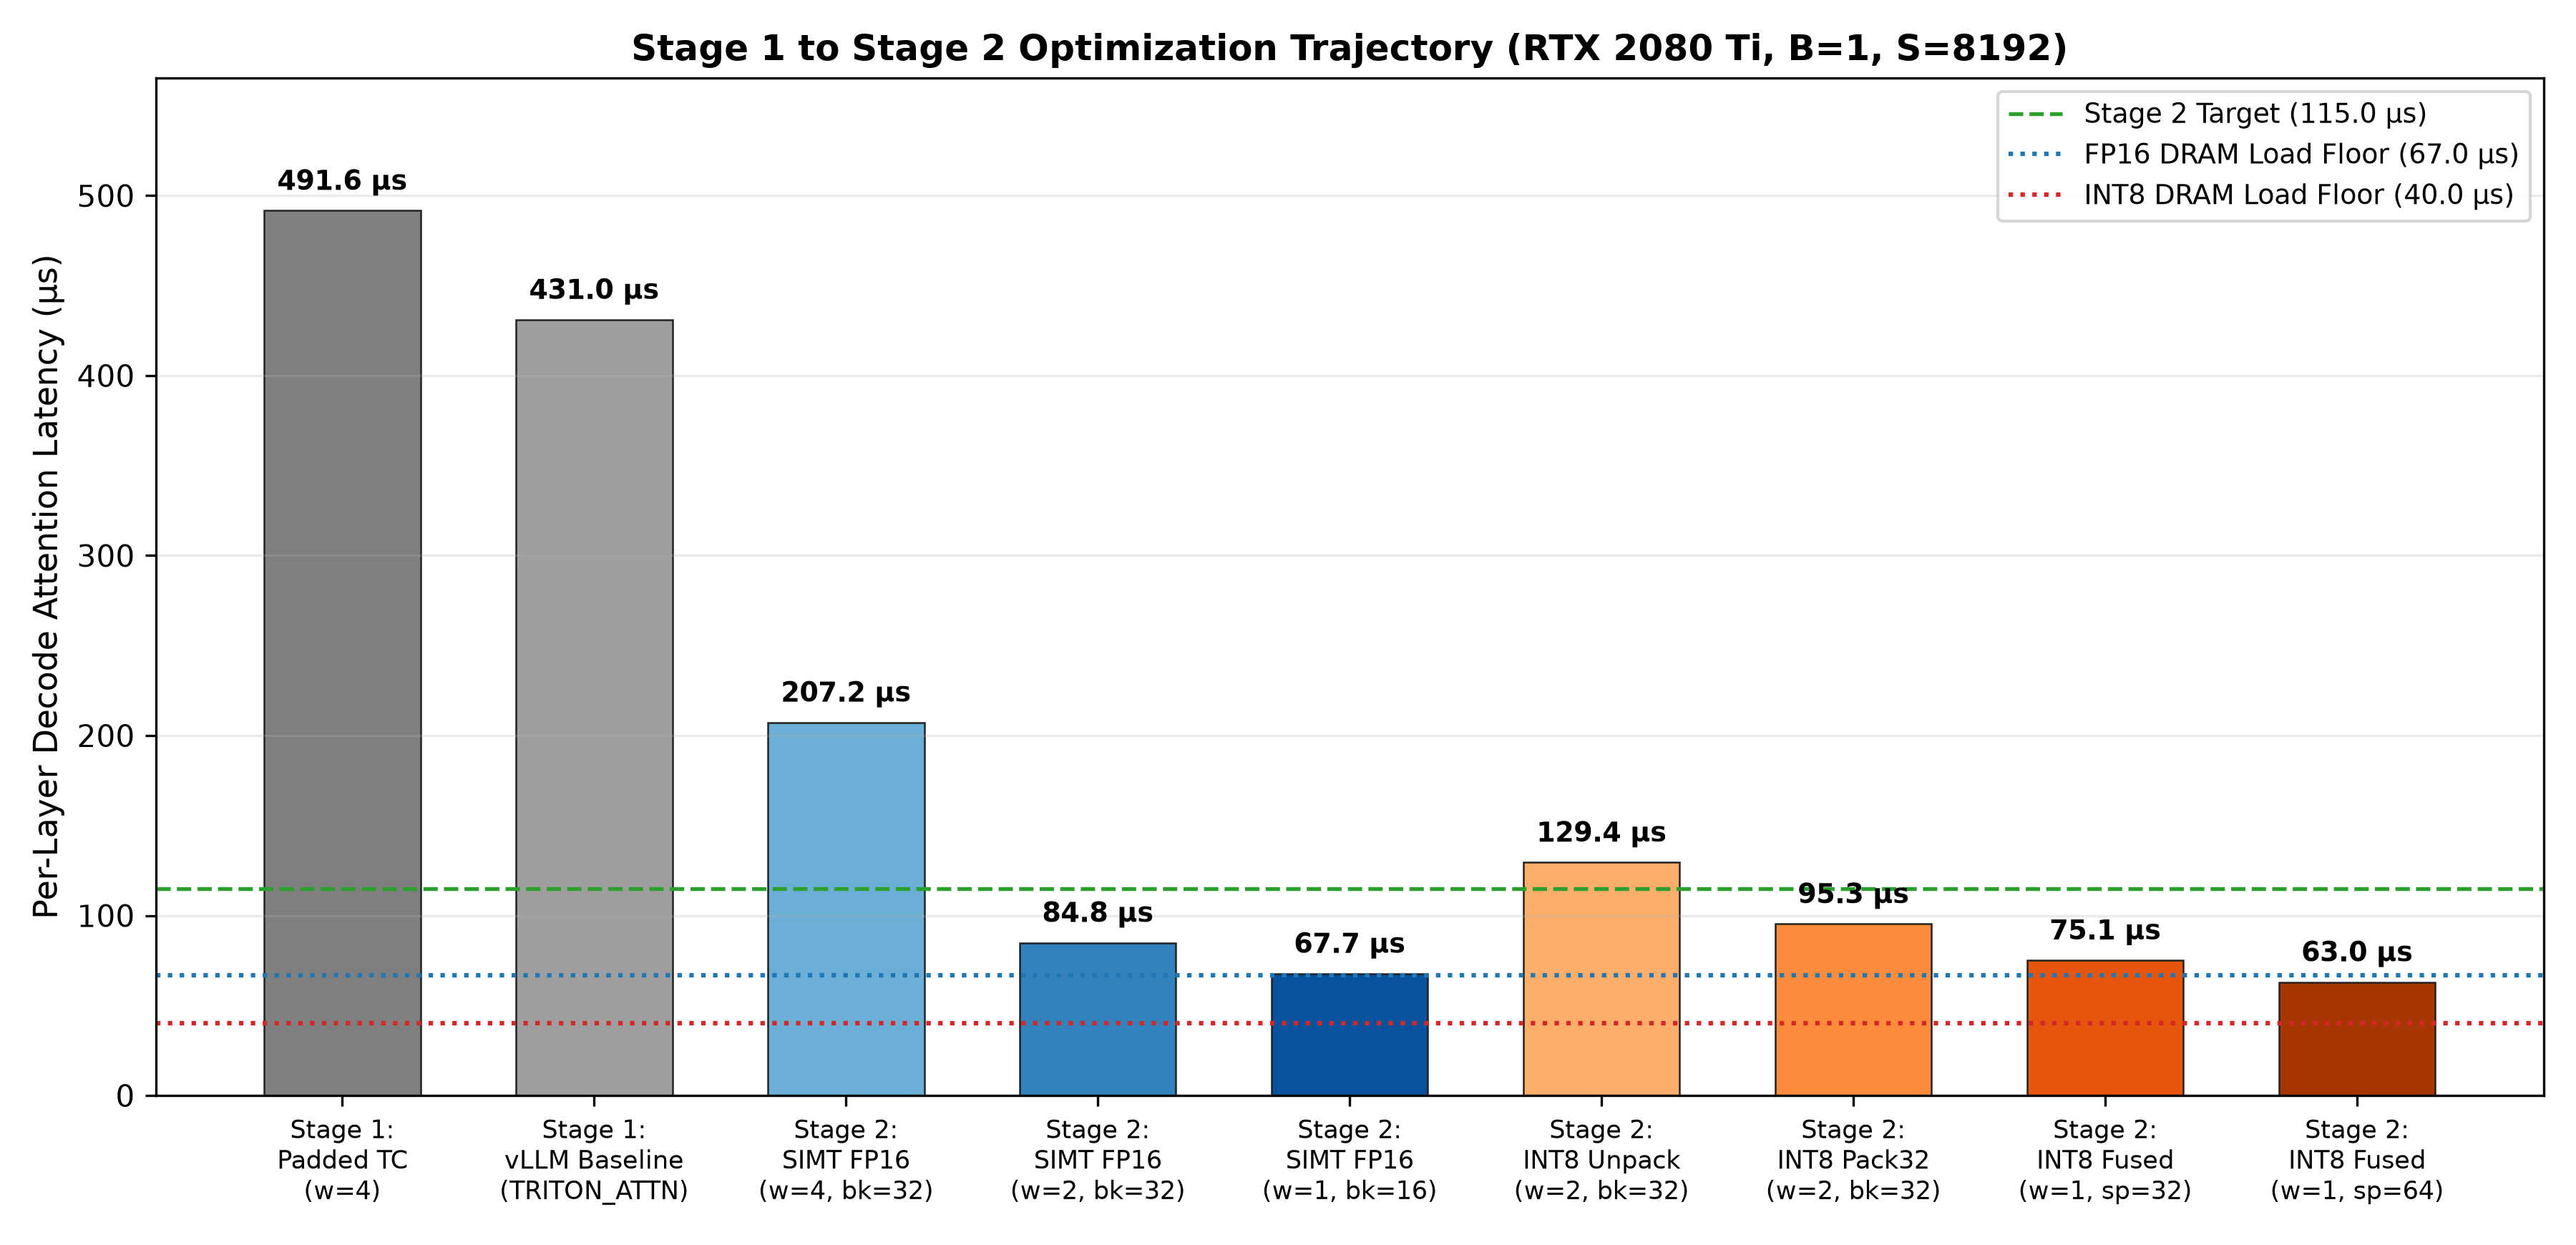 Stage 1 to Stage 2 Optimization Trajectory (RTX 2080 Ti, B=1, S=8192)
Stage 2 Target (115.0 µs)
FP16 DRAM Load Floor (67.0 µs)
INT8 DRAM Load Floor (40.0 µs)
Per-Layer Decode Attention Latency (µs)
500
400
300
200
100
0
491.6 µs
431.0 µs
207.2 µs
84.8 µs
67.7 µs
129.4 µs
95.3 µs
75.1 µs
63.0 µs
Stage 1:
Padded TC
(w=4)
Stage 1:
vLLM Baseline
(TRITON_ATTN)
Stage 2:
SIMT FP16
(w=4, bk=32)
Stage 2:
SIMT FP16
(w=2, bk=32)
Stage 2:
SIMT FP16
(w=1, bk=16)
Stage 2:
INT8 Unpack
(w=2, bk=32)
Stage 2:
INT8 Pack32
(w=2, bk=32)
Stage 2:
INT8 Fused
(w=1, sp=32)
Stage 2:
INT8 Fused
(w=1, sp=64)